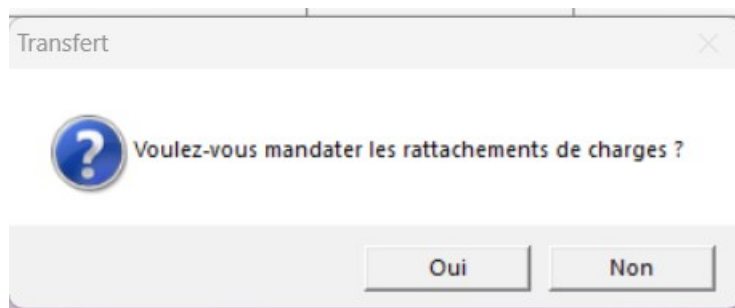 Transfert
Voulez-vous mandater les rattachements de charges ?
Oui
Non